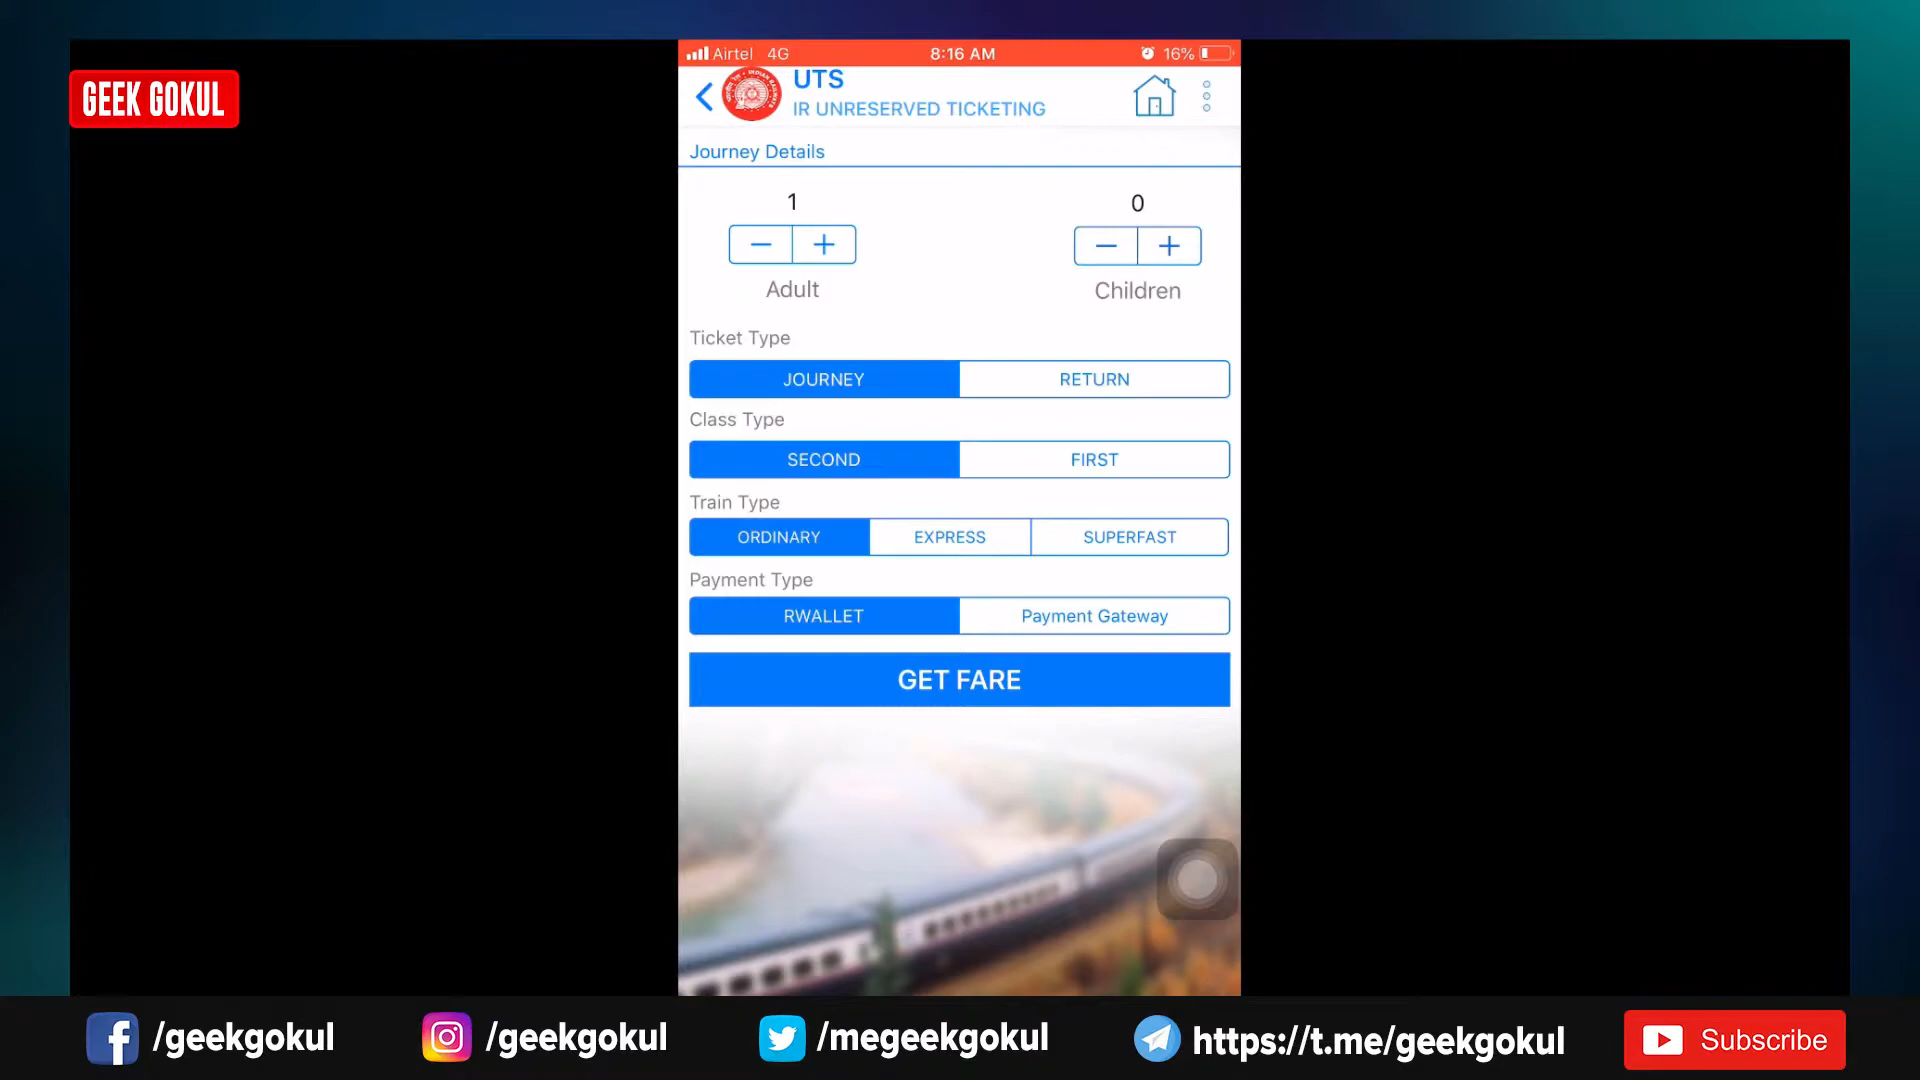 GEEK GOKUL
Airtel 4G 8:16 AM 16%
UTS
IR UNRESERVED TICKETING
Journey Details
1 0
Adult Children
Ticket Type
JOURNEY RETURN
Class Type
SECOND FIRST
Train Type
ORDINARY EXPRESS SUPERFAST
Payment Type
RWALLET Payment Gateway
GET FARE
/geekgokul /geekgokul /megeekgokul https://t.me/geekgokul Subscribe